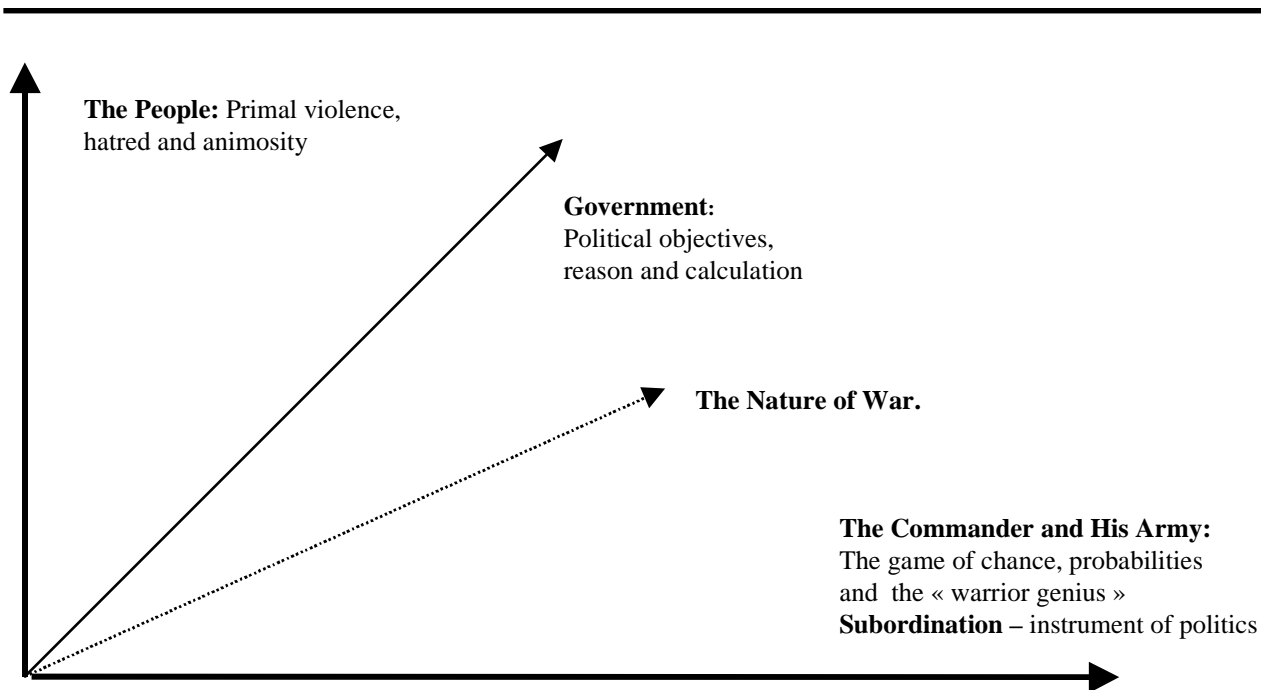 The People: Primal violence,
hatred and animosity
Government:
Political objectives,
reason and calculation
The Nature of War.
The Commander and His Army:
The game of chance, probabilities
and the « warrior genius »
Subordination – instrument of politics